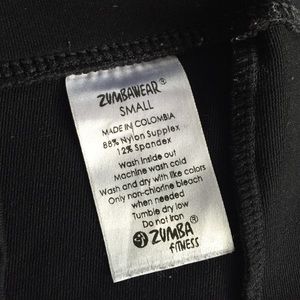 ZUMBAWEAR®
SMALL
MADE IN COLOMBIA
88% Nylon Supplex
12% Spandex
Wash Inside out
Machine wash cold
Wash and dry with like colors
Only non-chlorine bleach
when needed
Tumble dry low
Do not Iron
ZUMBA®
fITNESS